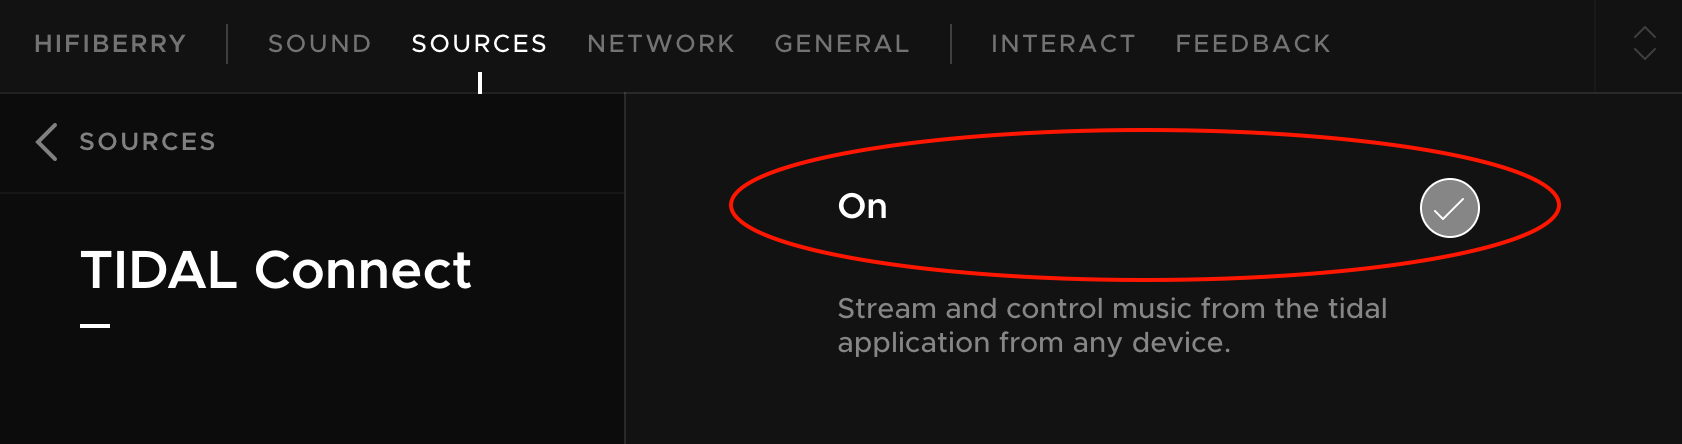 HIFIBERRY SOUND SOURCES NETWORK GENERAL INTERACT FEEDBACK
SOURCES
TIDAL Connect
On
Stream and control music from the tidal
application from any device.